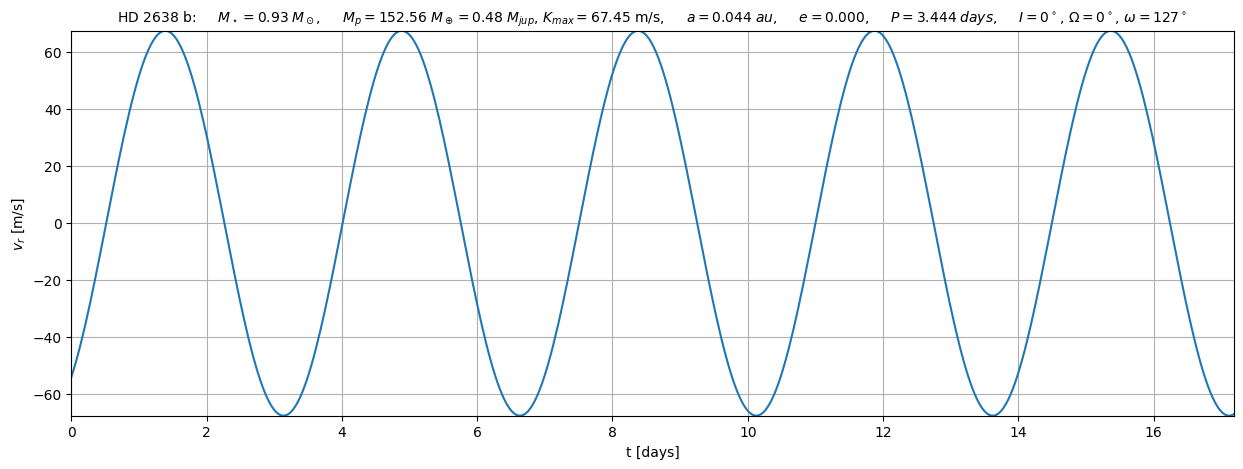 HD 2638 b: M⋆ = 0.93 M⊙, Mp = 152.56 M⊕ = 0.48 Mjup, Kmax = 67.45 m/s, a = 0.044 au, e = 0.000, P = 3.444 days, I = 0°, Ω = 0°, ω = 127°
60
40
20
0
−20
−40
−60
vr [m/s]
0 2 4 6 8 10 12 14 16
t [days]